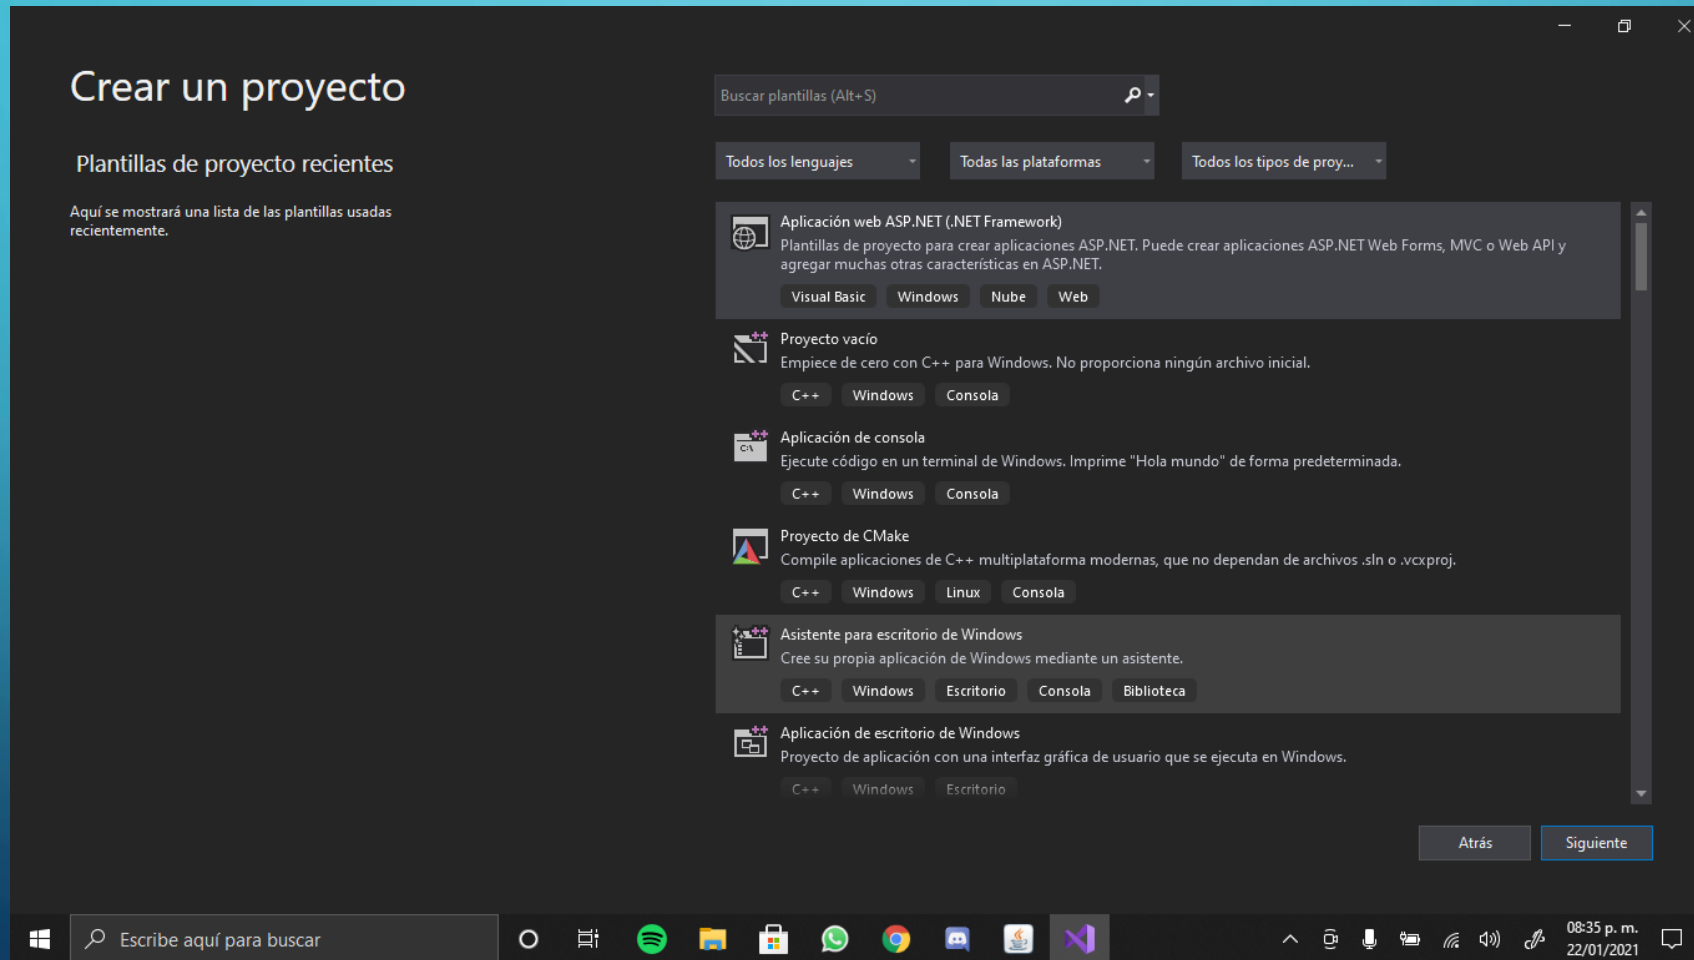 Crear un proyecto
Plantillas de proyecto recientes
Aquí se mostrará una lista de las plantillas usadas
recientemente.
Buscar plantillas (Alt+S)
Todos los lenguajes
Todas las plataformas
Todos los tipos de proy...
Aplicación web ASP.NET (.NET Framework)
Plantillas de proyecto para crear aplicaciones ASP.NET. Puede crear aplicaciones ASP.NET Web Forms, MVC o Web API y
agregar muchas otras características en ASP.NET.
Visual Basic Windows Nube Web
Proyecto vacío
Empiece de cero con C++ para Windows. No proporciona ningún archivo inicial.
C++ Windows Consola
C:\
Aplicación de consola
Ejecute código en un terminal de Windows. Imprime "Hola mundo" de forma predeterminada.
C++ Windows Consola
Proyecto de CMake
Compile aplicaciones de C++ multiplataforma modernas, que no dependan de archivos .sln o .vcxproj.
C++ Windows Linux Consola
Asistente para escritorio de Windows
Cree su propia aplicación de Windows mediante un asistente.
C++ Windows Escritorio Consola Biblioteca
Aplicación de escritorio de Windows
Proyecto de aplicación con una interfaz gráfica de usuario que se ejecuta en Windows.
C++ Windows Escritorio
Atrás
Siguiente
Escribe aquí para buscar
08:35 p. m.
22/01/2021